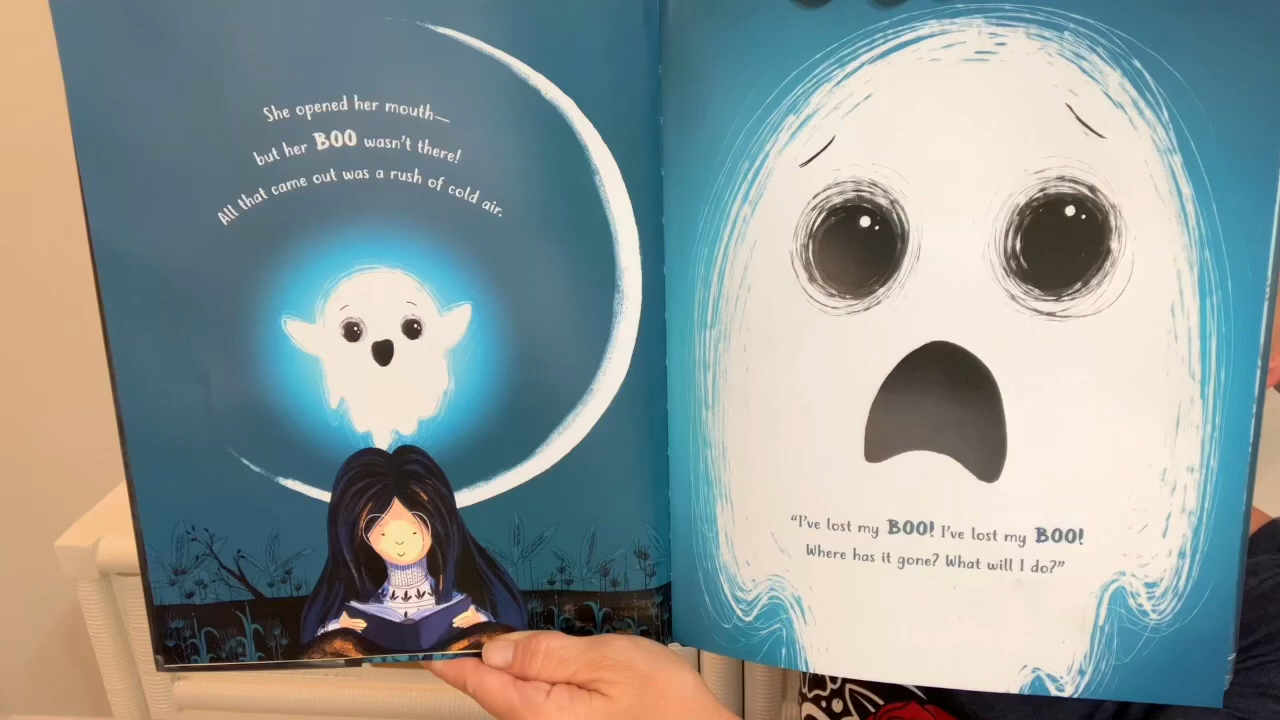 She opened her mouth—
but her BOO wasn't there!
All that came out was a rush of cold air.
"I've lost my BOO! I've lost my BOO!
Where has it gone? What will I do?"